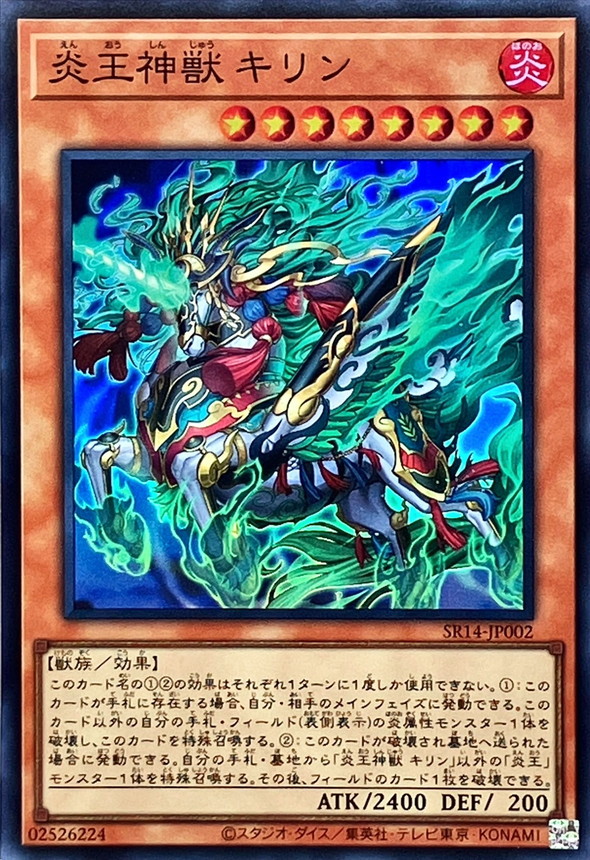 炎王神獣 キリン
炎
SR14-JP002
【獣族／効果】
このカード名の①②の効果はそれぞれ1ターンに1度しか使用できない。①：この
カードが手札に存在する場合、自分・相手のメインフェイズに発動できる。この
カード以外の自分の手札・フィールド(表側表示)の炎属性モンスター1体を
破壊し、このカードを特殊召喚する。②：このカードが破壊され墓地へ送られた
場合に発動できる。自分の手札・墓地から「炎王神獣 キリン」以外の「炎王」
モンスター1体を特殊召喚する。その後、フィールドのカード1枚を破壊できる。
ATK/2400 DEF/ 200
02526224 ©スタジオ・ダイス／集英社・テレビ東京・KONAMI